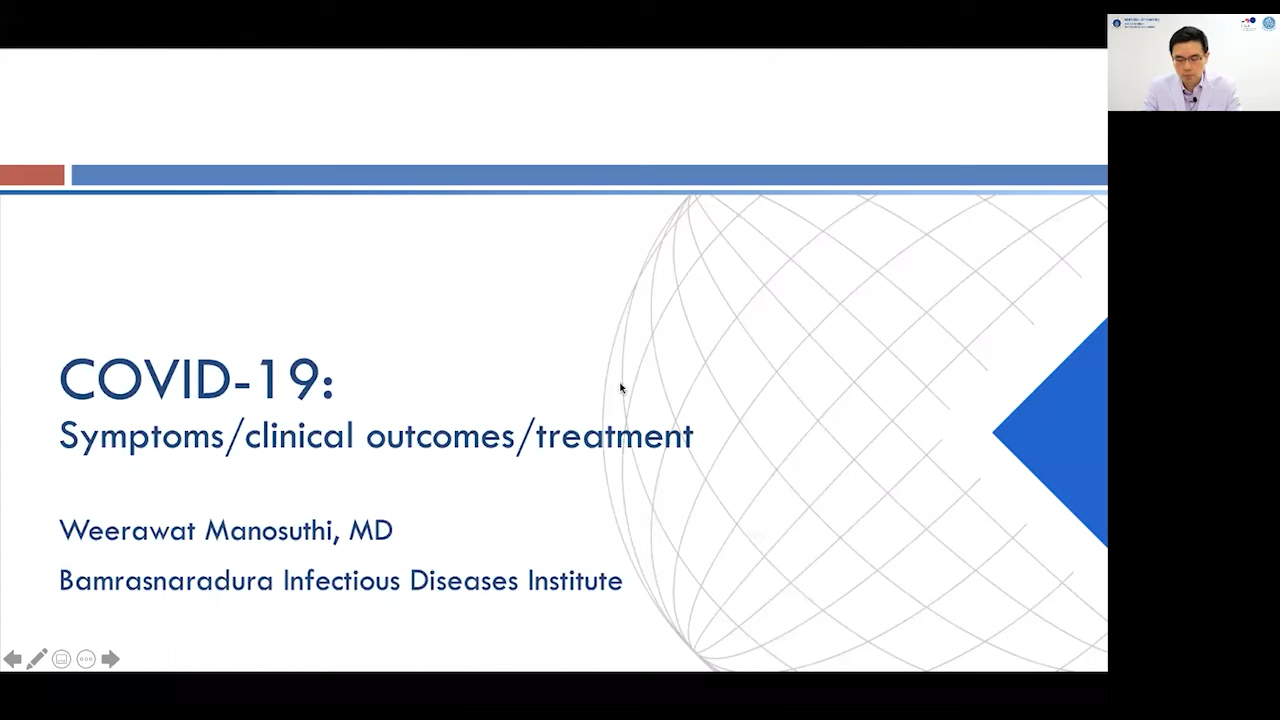 COVID-19:
Symptoms/clinical outcomes/treatment
Weerawat Manosuthi, MD
Bamrasnaradura Infectious Diseases Institute